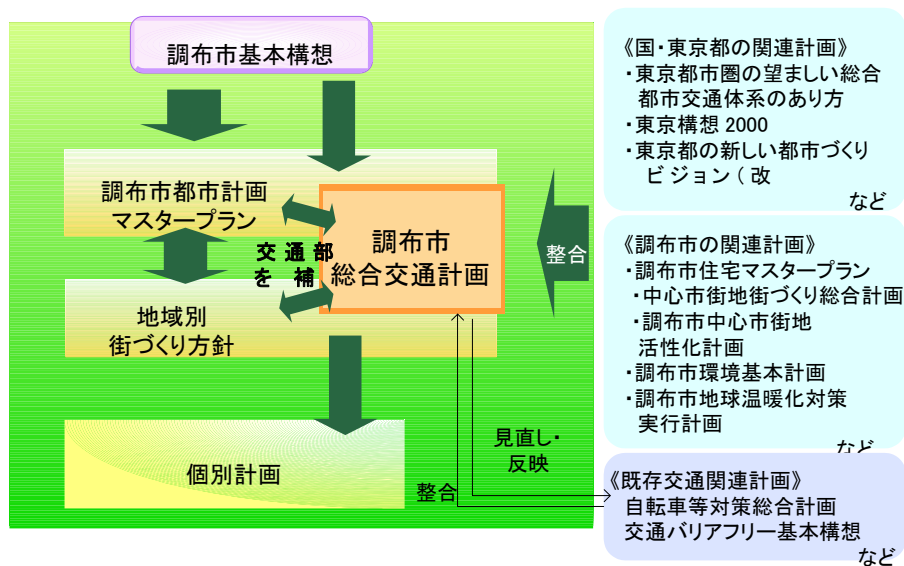 調布市基本構想
調布市都市計画
マスタープラン
交通部
を 補
調布市
総合交通計画
整合
地域別
街づくり方針
個別計画
見直し・
反映
整合
《国・東京都の関連計画》
・東京都市圏の望ましい総合
都市交通体系のあり方
・東京構想 2000
・東京都の新しい都市づくり
ビジョン ( 改
など
《調布市の関連計画》
・調布市住宅マスタープラン
・中心市街地街づくり総合計画
・調布市中心市街地
活性化計画
・調布市環境基本計画
・調布市地球温暖化対策
実行計画
など
《既存交通関連計画》
自転車等対策総合計画
交通バリアフリー基本構想
など